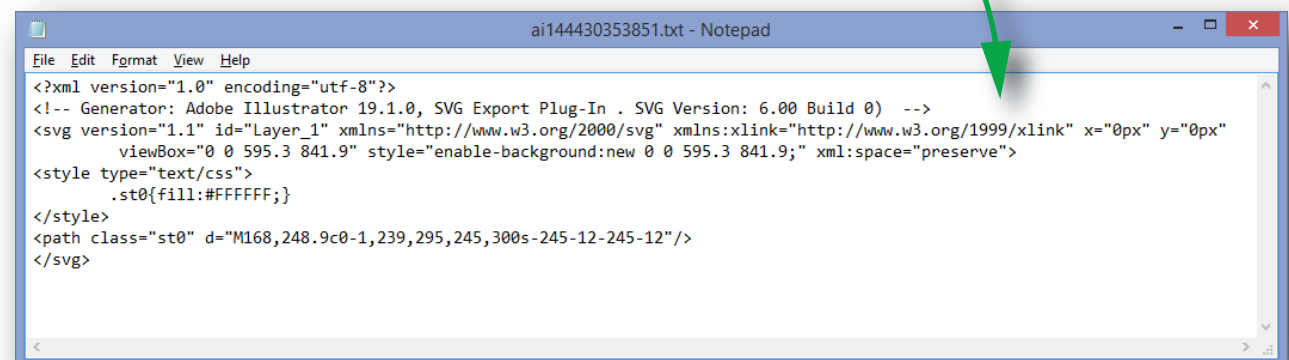 ai144430353851.txt - Notepad
File Edit Format View Help
<?xml version="1.0" encoding="utf-8"?>
<!-- Generator: Adobe Illustrator 19.1.0, SVG Export Plug-In . SVG Version: 6.00 Build 0)  -->
<svg version="1.1" id="Layer_1" xmlns="http://www.w3.org/2000/svg" xmlns:xlink="http://www.w3.org/1999/xlink" x="0px" y="0px"
viewBox="0 0 595.3 841.9" style="enable-background:new 0 0 595.3 841.9;" xml:space="preserve">
<style type="text/css">
.st0{fill:#FFFFFF;}
</style>
<path class="st0" d="M168,248.9c0-1,239,295,245,300s-245-12-245-12"/>
</svg>